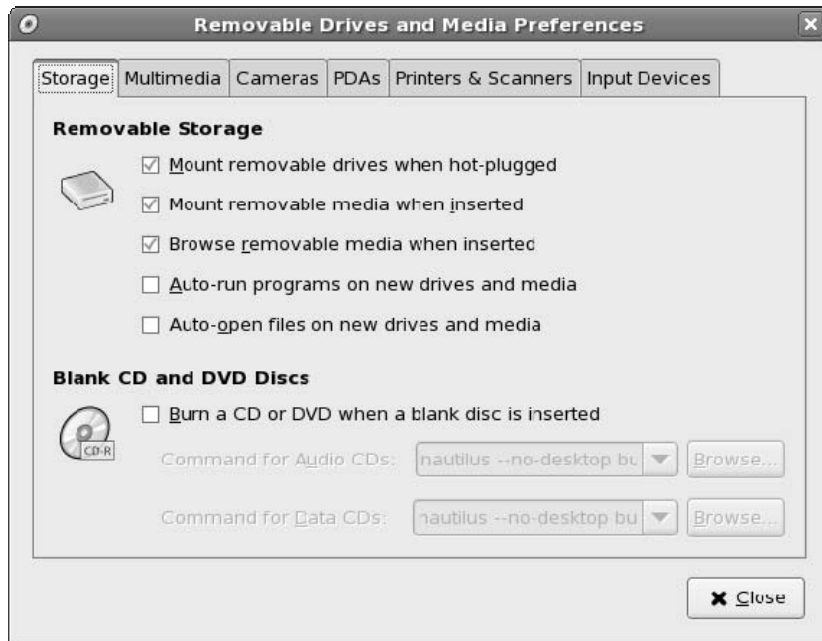 Removable Drives and Media Preferences
Storage Multimedia Cameras PDAs Printers & Scanners Input Devices
Removable Storage
Mount removable drives when hot-plugged
Mount removable media when inserted
Browse removable media when inserted
Auto-run programs on new drives and media
Auto-open files on new drives and media
Blank CD and DVD Discs
Burn a CD or DVD when a blank disc is inserted
CD-R
Command for Audio CDs: nautilus --no-desktop bu Browse...
Command for Data CDs: nautilus --no-desktop bu Browse...
Close